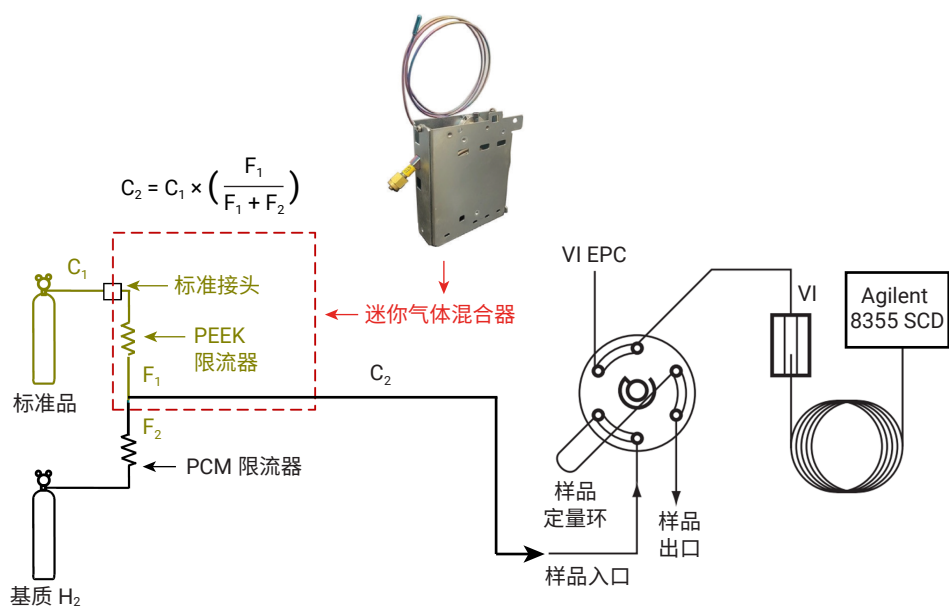 C₂ = C₁ × (F₁ / (F₁ + F₂))
C₁
标准接头
PEEK
限流器
F₁
标准品
F₂
PCM 限流器
基质 H₂
迷你气体混合器
C₂
VI EPC
VI
Agilent
8355 SCD
样品
定量环
样品
出口
样品入口